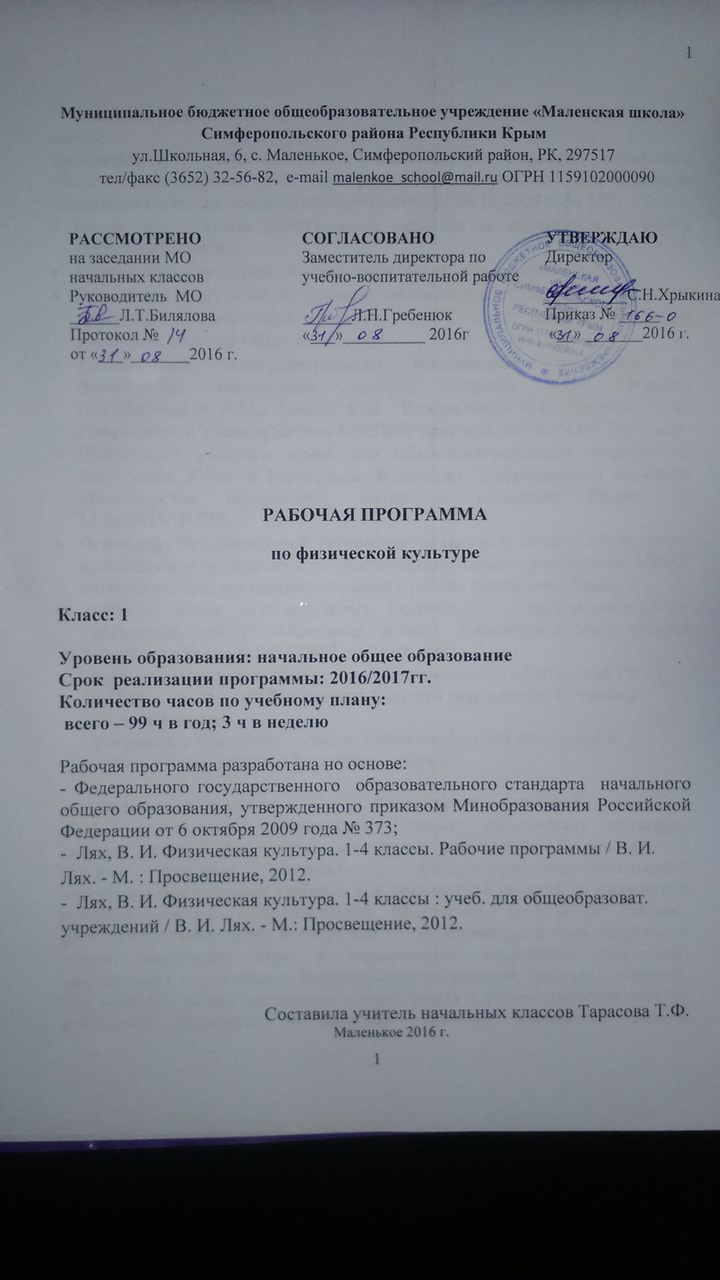 1
Муниципальное бюджетное общеобразовательное учреждение «Маленская школа»
Симферопольского района Республики Крым
ул.Школьная, 6, с. Маленькое, Симферопольский район, РК, 297517
тел/факс (3652) 32-56-82, e-mail malenkoe_school@mail.ru ОГРН 1159102000090
РАССМОТРЕНО
на заседании МО
начальных классов
Руководитель МО
Л.Т.Билялова
Протокол № 14
от «31» 08 2016 г.
СОГЛАСОВАНО
Заместитель директора по
учебно-воспитательной работе
Л.Н.Гребенюк
«31» 08 2016г
УТВЕРЖДАЮ
Директор
С.Н.Хрыкина
Приказ № 166-о
«31» 08 2016 г.
РАБОЧАЯ ПРОГРАММА
по физической культуре
Класс: 1
Уровень образования: начальное общее образование
Срок реализации программы: 2016/2017гг.
Количество часов по учебному плану:
всего – 99 ч в год; 3 ч в неделю
Рабочая программа разработана но основе:
- Федерального государственного образовательного стандарта начального
общего образования, утвержденного приказом Минобразования Российской
Федерации от 6 октября 2009 года № 373;
- Лях, В. И. Физическая культура. 1-4 классы. Рабочие программы / В. И.
Лях. - М. : Просвещение, 2012.
- Лях, В. И. Физическая культура. 1-4 классы : учеб. для общеобразоват.
учреждений / В. И. Лях. - М.: Просвещение, 2012.
Составила учитель начальных классов Тарасова Т.Ф.
Маленькое 2016 г.
1